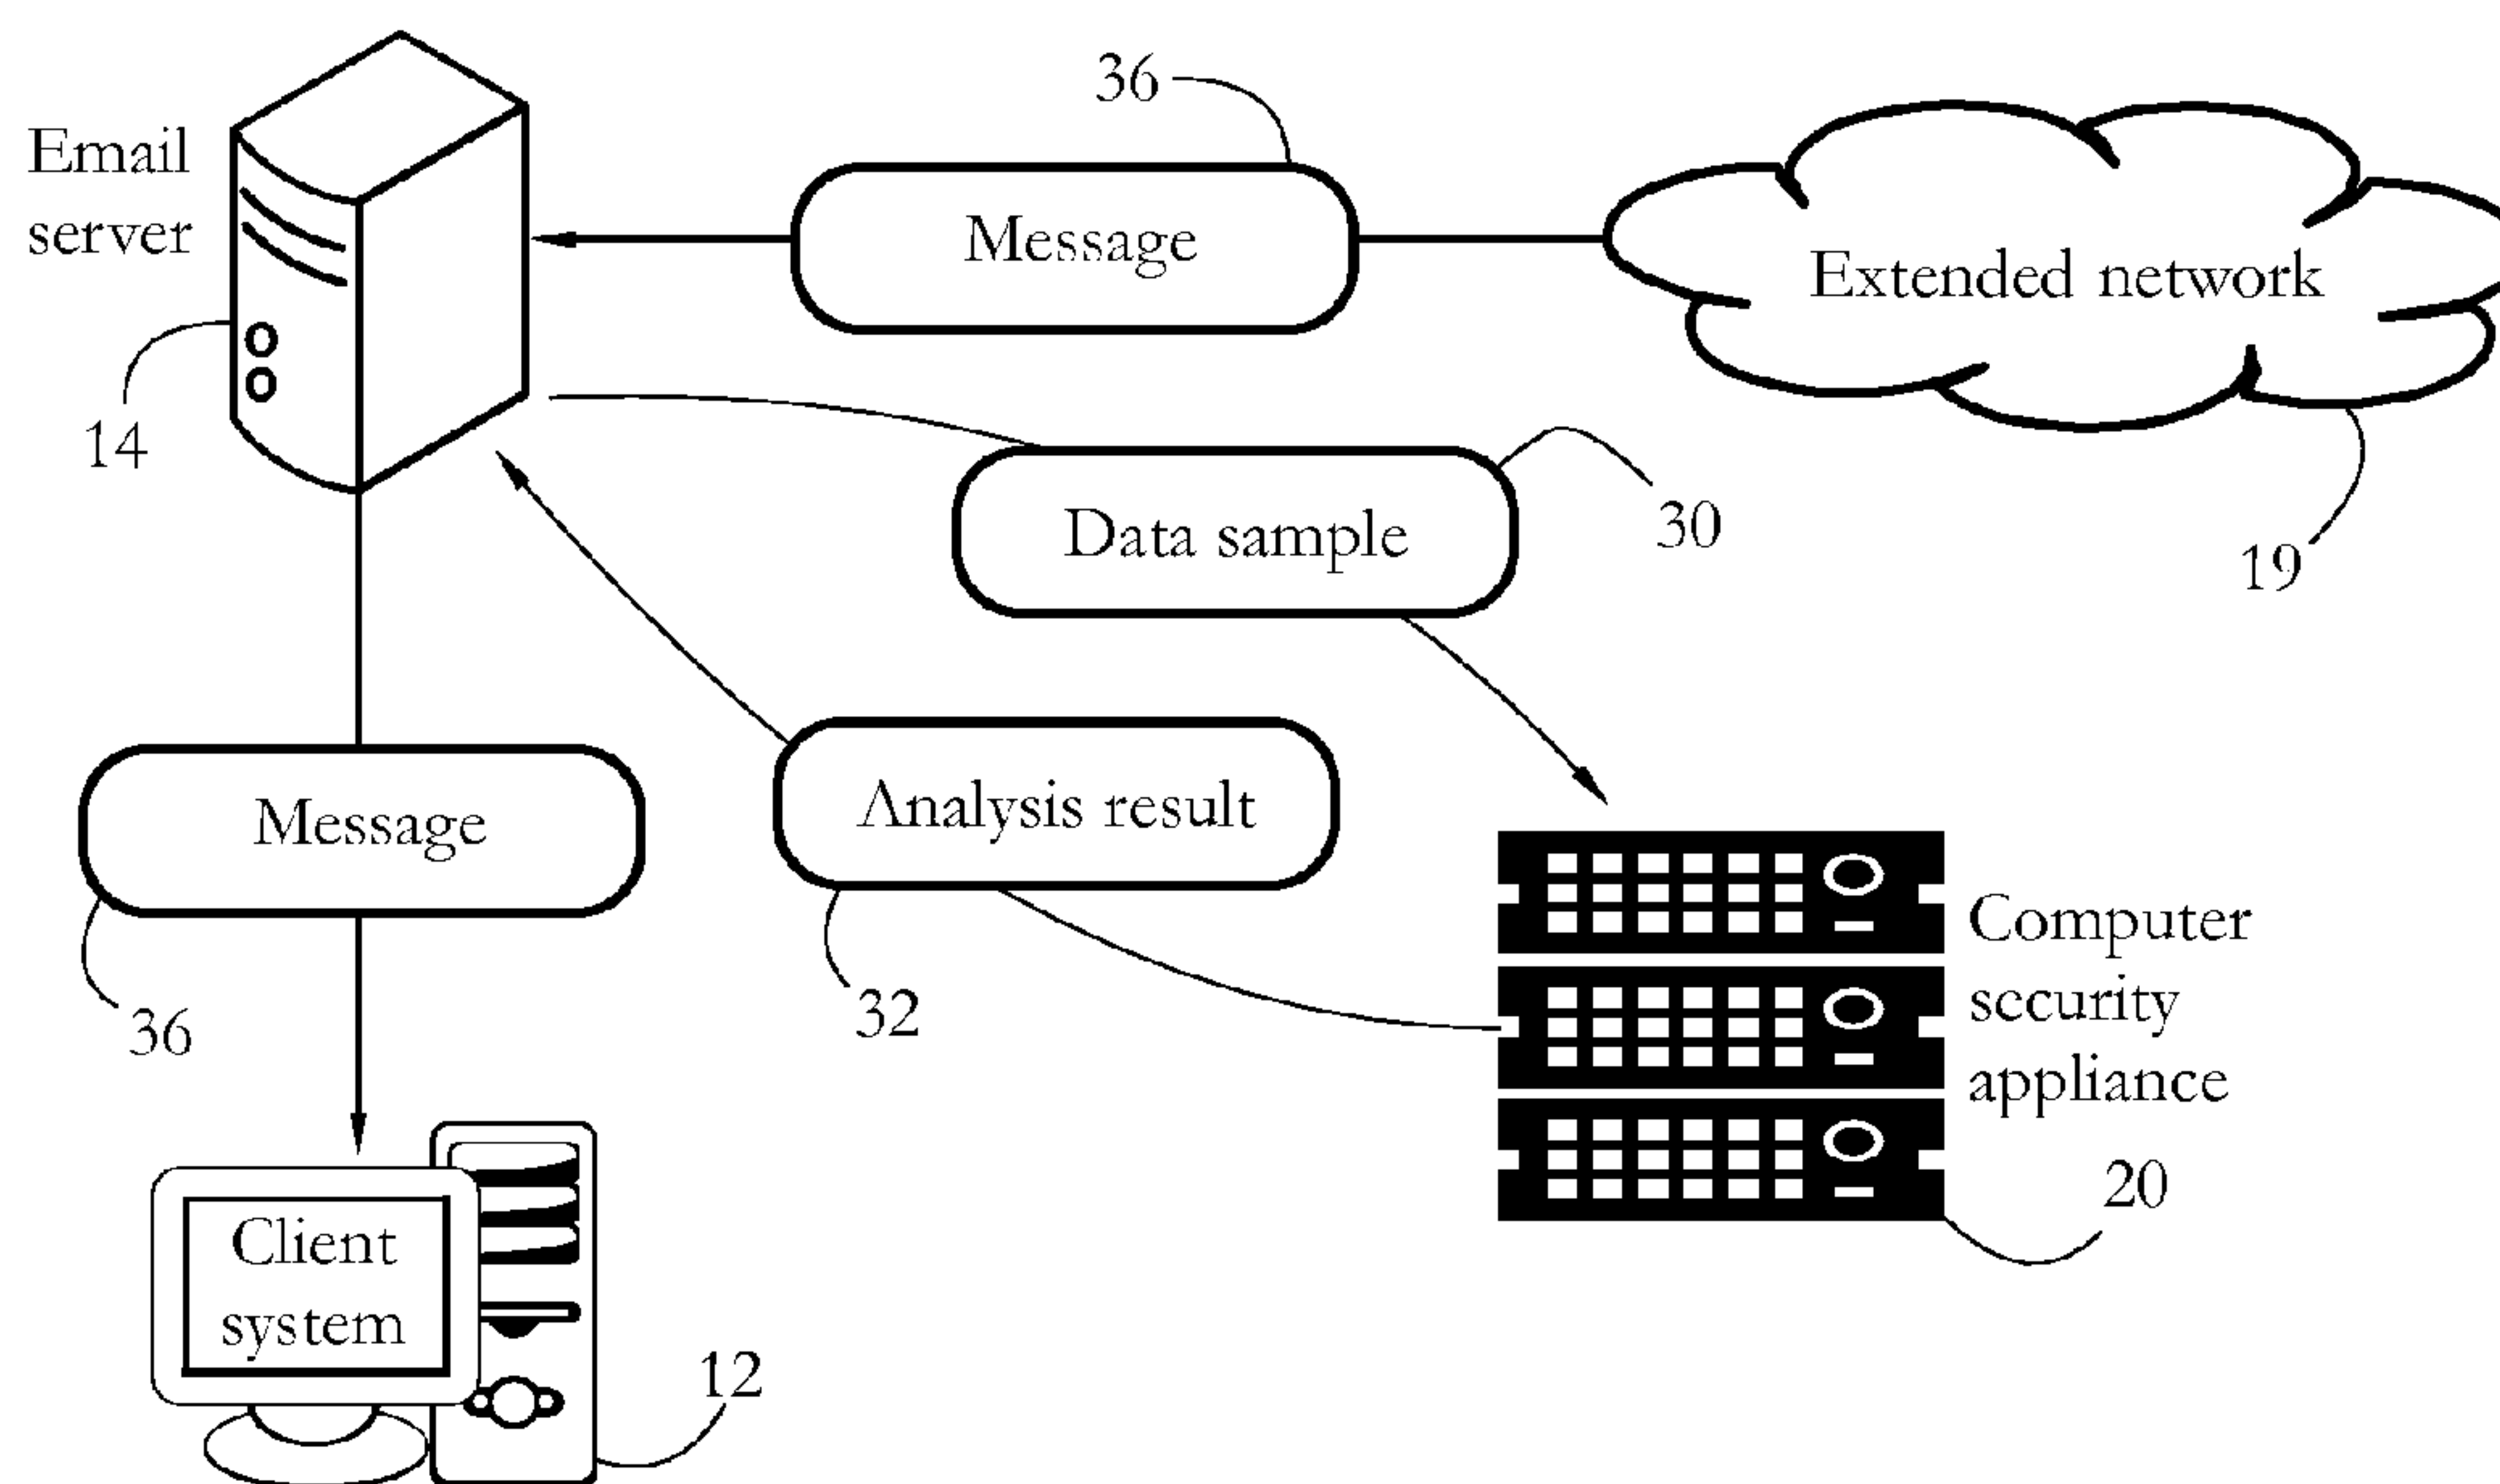 36
Email
server
Message
Extended network
14
Data sample
30
19
Analysis result
Message
Computer
security
appliance
32
36
20
Client
system
12